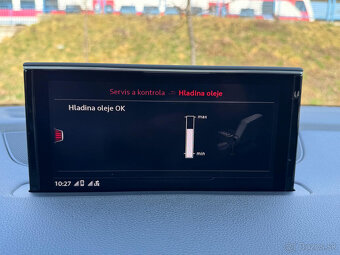 Servis a kontrola Hladina oleje
Hladina oleje OK
max
min
10:27